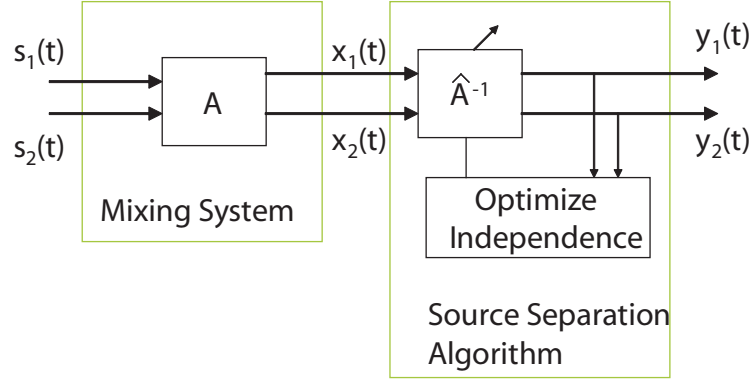 s₁(t)
s₂(t)
A
Mixing System
x₁(t)
x₂(t)
Â⁻¹
Optimize
Independence
Source Separation
Algorithm
y₁(t)
y₂(t)